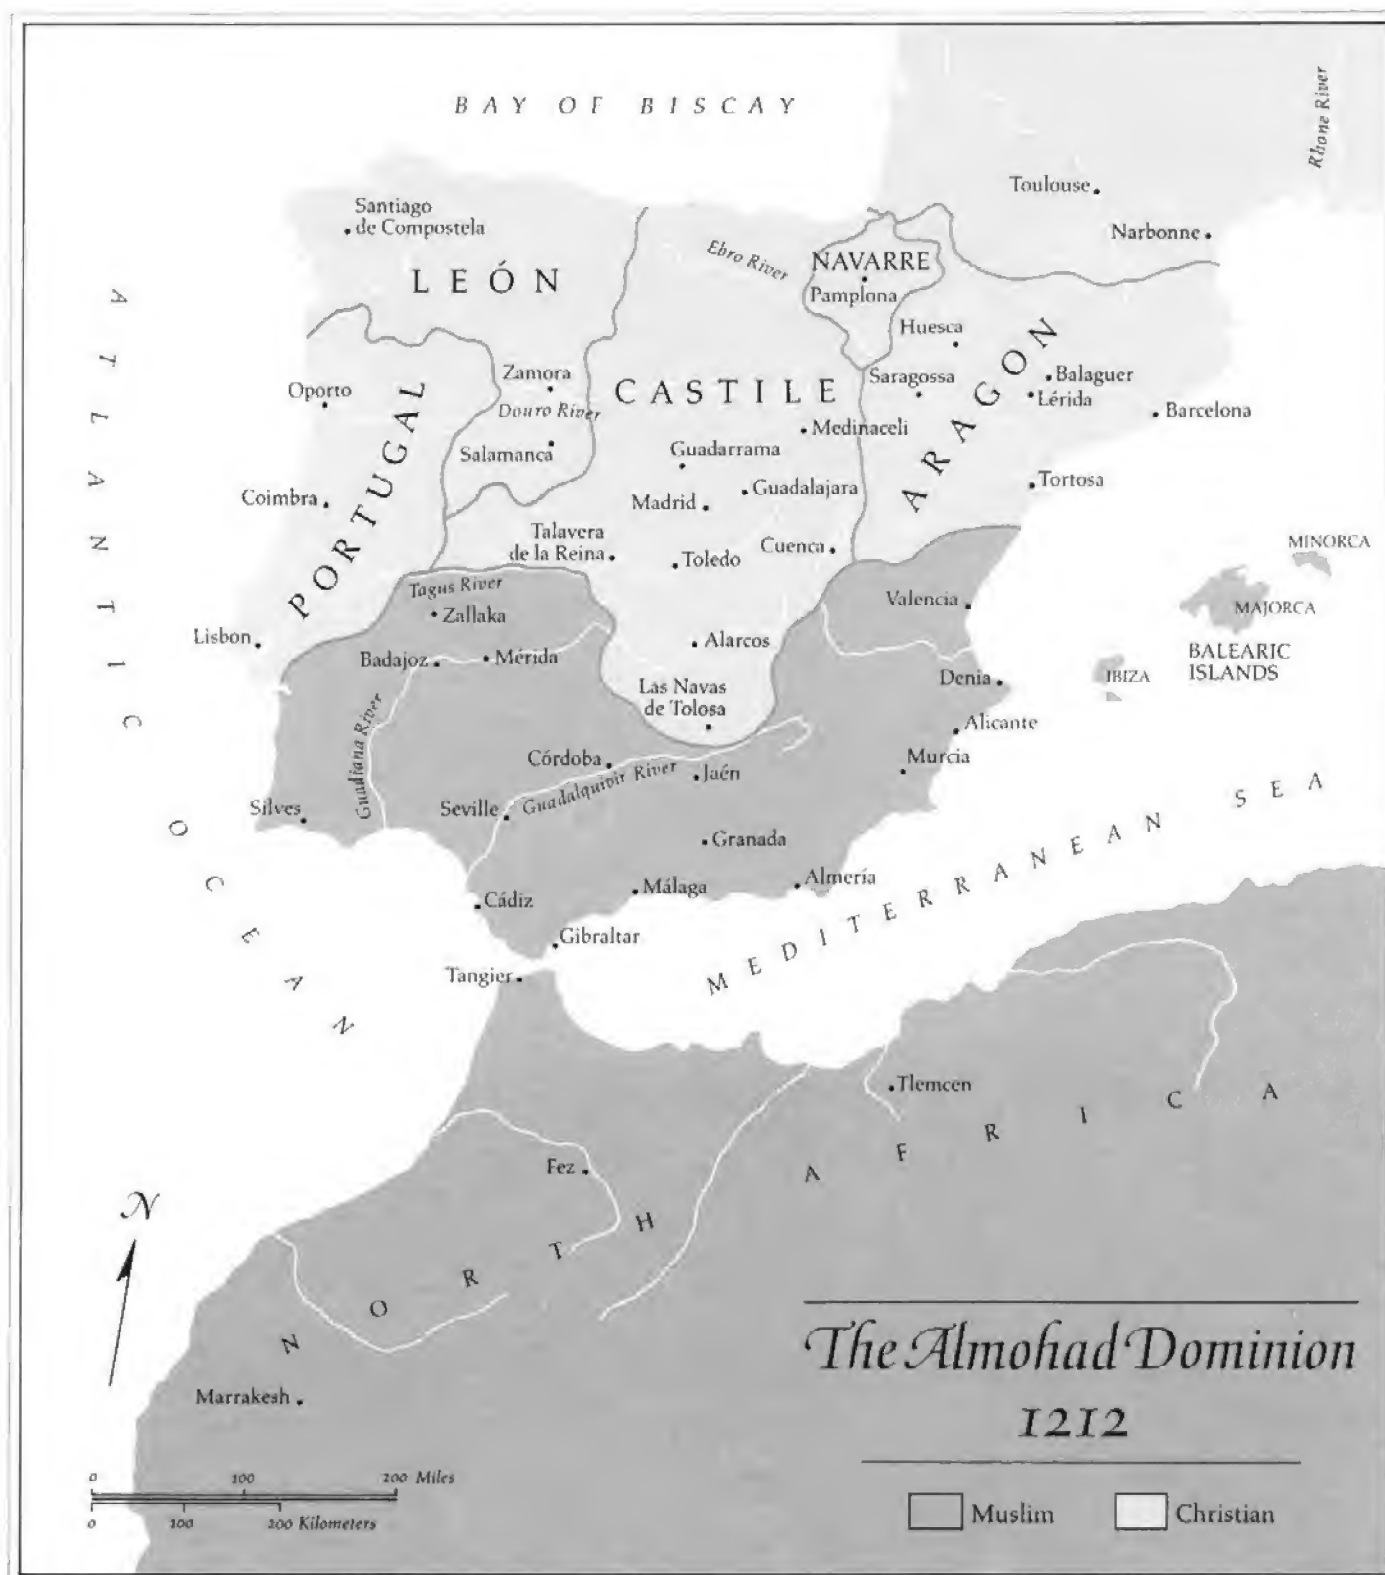 BAY OF BISCAY
Rhone River
Toulouse
Santiago
de Compostela
Narbonne
Ebro River
NAVARRE
Pamplona
LEÓN
ATLANTIC OCEAN
Huesca
ARAGON
Zamora
Saragossa
Balaguer
Oporto
CASTILE
Lérida
Douro River
Barcelona
PORTUGAL
Medinaceli
Salamanca
Guadarrama
Coimbra
Madrid
Guadalajara
Tortosa
Talavera
de la Reina
Cuenca
Toledo
MINORCA
Tagus River
Zallaka
Valencia
MAJORCA
Lisbon
Alarcos
Badajoz
Mérida
BALEARIC
ISLANDS
IBIZA
Las Navas
de Tolosa
Denia
Guadiana River
Alicante
Córdoba
Murcia
Jaén
Guadalquivir River
Silves
Seville
MEDITERRANEAN SEA
Granada
Málaga
Almería
Cádiz
Gibraltar
Tangier
Tlemcen
NORTH AFRICA
Fez
N
Marrakesh
The Almohad Dominion
1212
0 100 200 Miles
0 100 200 Kilometers
Muslim
Christian